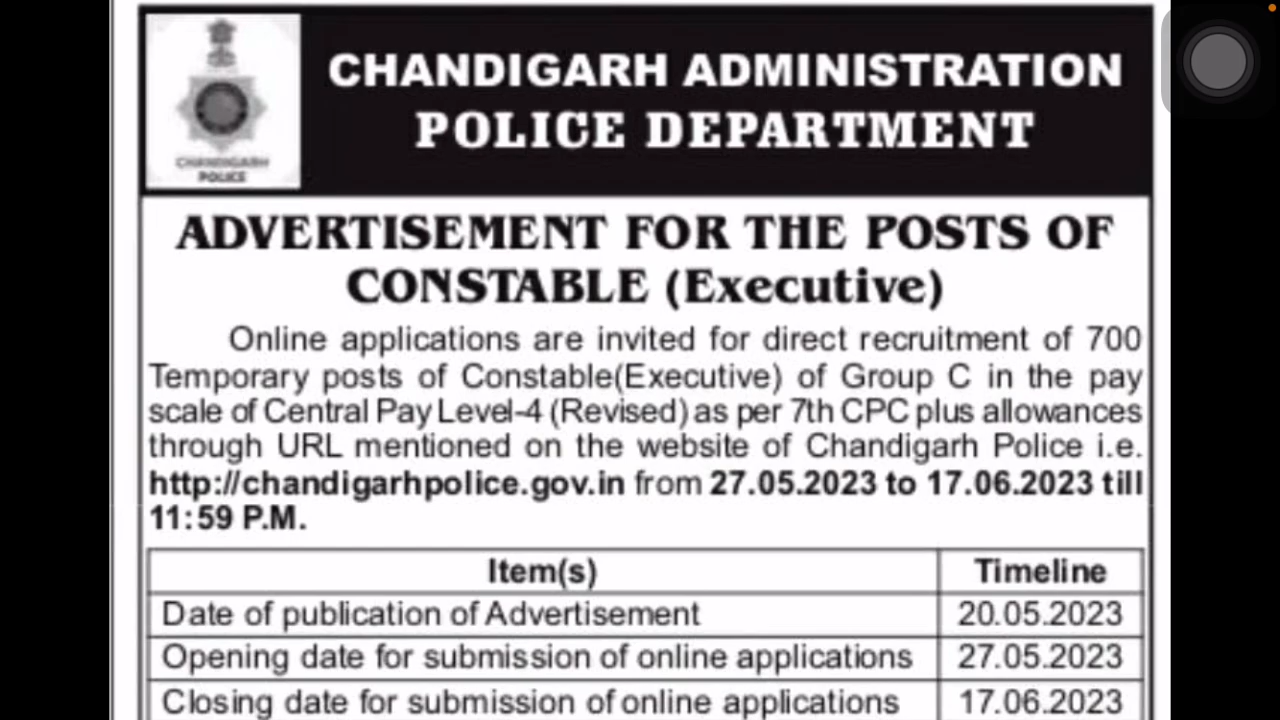 CHANDIGARH ADMINISTRATION
POLICE DEPARTMENT
CHANDIGARH
POLICE
ADVERTISEMENT FOR THE POSTS OF
CONSTABLE (Executive)
Online applications are invited for direct recruitment of 700
Temporary posts of Constable(Executive) of Group C in the pay
scale of Central Pay Level-4 (Revised) as per 7th CPC plus allowances
through URL mentioned on the website of Chandigarh Police i.e.
http://chandigarhpolice.gov.in from 27.05.2023 to 17.06.2023 till
11:59 P.M.
Item(s) Timeline
Date of publication of Advertisement 20.05.2023
Opening date for submission of online applications 27.05.2023
Closing date for submission of online applications 17.06.2023